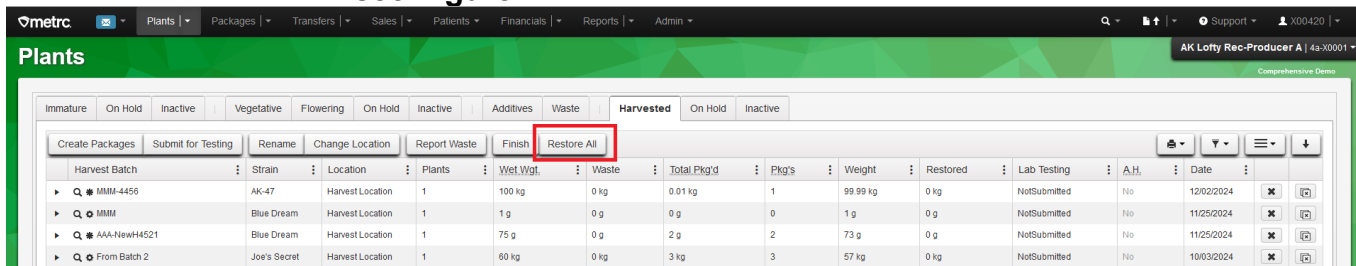 metrc Plants Packages Transfers Sales Patients Financials Reports Admin Support X00420
Plants AK Lofty Rec-Producer A | 4a-X0001
Comprehensive Demo
Immature On Hold Inactive Vegetative Flowering On Hold Inactive Additives Waste Harvested On Hold Inactive
Create Packages Submit for Testing Rename Change Location Report Waste Finish Restore All
Harvest Batch Strain Location Plants Wet Wgt. Waste Total Pkg'd Pkg's Weight Restored Lab Testing A.H. Date
MMM-4456 AK-47 Harvest Location 1 100 kg 0 kg 0.01 kg 1 99.99 kg 0 kg NotSubmitted No 12/02/2024
MMM Blue Dream Harvest Location 1 1 g 0 g 0 g 0 1 g 0 g NotSubmitted No 11/25/2024
AAA-NewH4521 Blue Dream Harvest Location 1 75 g 0 g 2 g 2 73 g 0 g NotSubmitted No 11/25/2024
From Batch 2 Joe's Secret Harvest Location 1 60 kg 0 kg 3 kg 3 57 kg 0 kg NotSubmitted No 10/03/2024